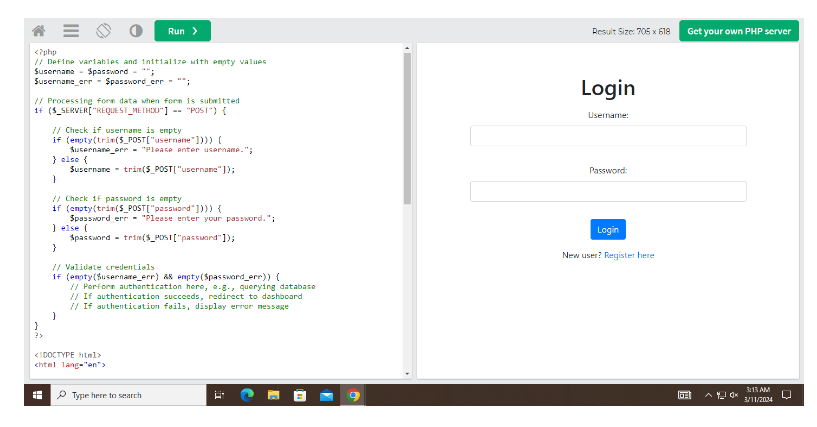 Run ❯
Result Size: 705 x 618
Get your own PHP server
<?php
// Define variables and initialize with empty values
$username = $password = "";
$username_err = $password_err = "";
// Processing form data when form is submitted
if ($_SERVER["REQUEST_METHOD"] == "POST") {
// Check if username is empty
if (empty(trim($_POST["username"]))) {
$username_err = "Please enter username.";
} else {
$username = trim($_POST["username"]);
}
// Check if password is empty
if (empty(trim($_POST["password"]))) {
$password_err = "Please enter your password.";
} else {
$password = trim($_POST["password"]);
}
// Validate credentials
if (empty($username_err) && empty($password_err)) {
// Perform authentication here, e.g., querying database
// If authentication succeeds, redirect to dashboard
// If authentication fails, display error message
}
}
?>
<!DOCTYPE html>
<html lang="en">
Login
Username:
Password:
Login
New user? Register here
Type here to search
3:13 AM
3/11/2024